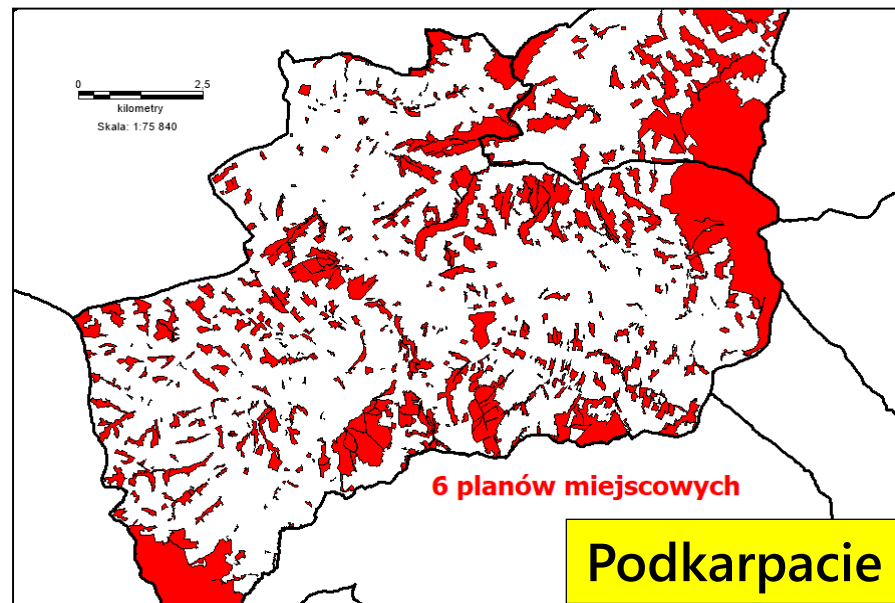 0 2,5
kilometry
Skala: 1:75 840
6 planów miejscowych
Podkarpacie